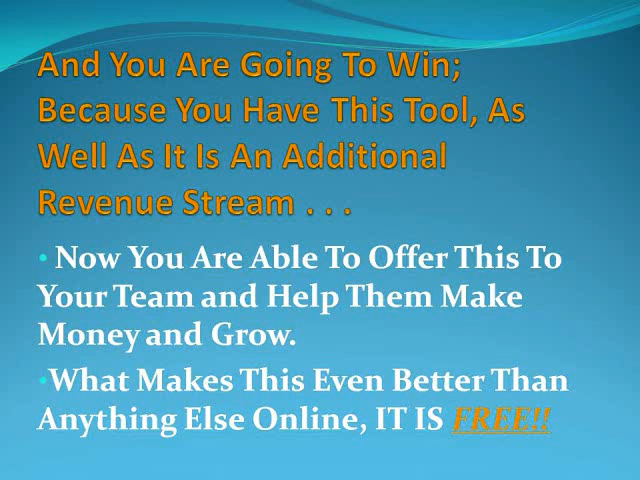 And You Are Going To Win;
Because You Have This Tool, As
Well As It Is An Additional
Revenue Stream . . .
• Now You Are Able To Offer This To
Your Team and Help Them Make
Money and Grow.
•What Makes This Even Better Than
Anything Else Online, IT IS FREE!!